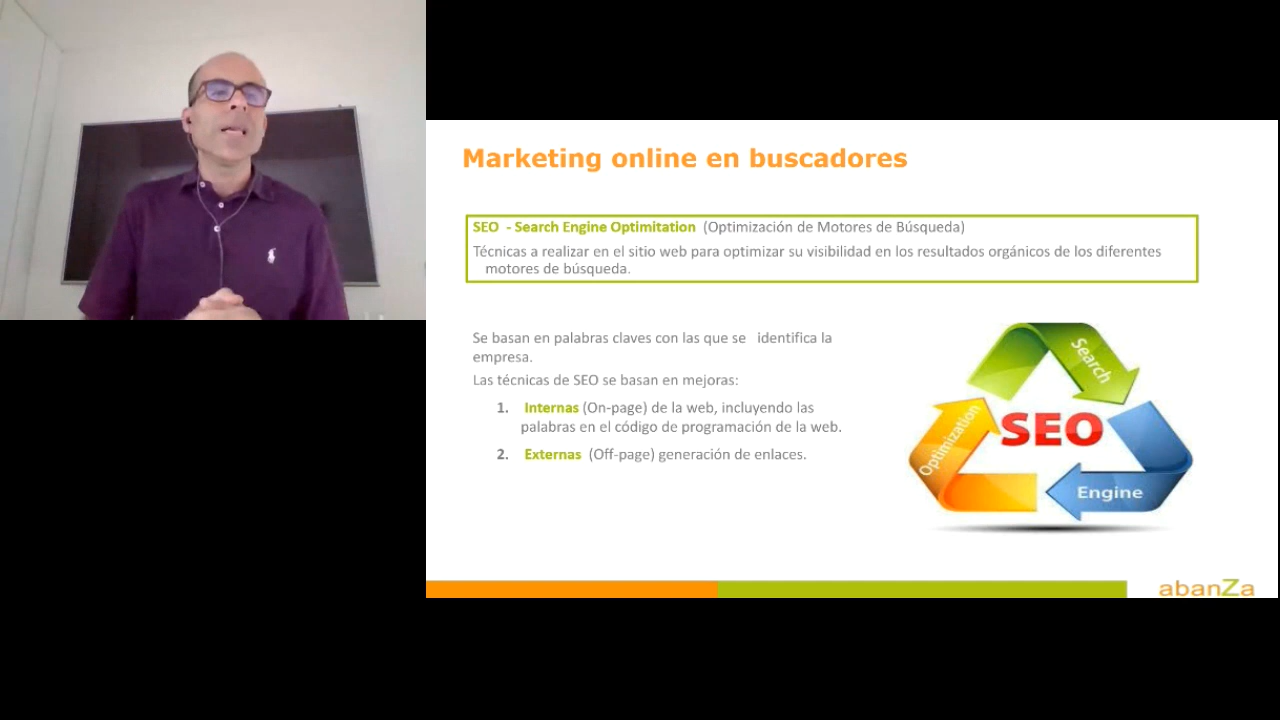 Marketing online en buscadores
SEO - Search Engine Optimitation (Optimización de Motores de Búsqueda)
Técnicas a realizar en el sitio web para optimizar su visibilidad en los resultados orgánicos de los diferentes
motores de búsqueda.
Se basan en palabras claves con las que se identifica la
empresa.
Las técnicas de SEO se basan en mejoras:
1. Internas (On-page) de la web, incluyendo las
palabras en el código de programación de la web.
2. Externas (Off-page) generación de enlaces.
Search
SEO
Optimization
Engine
abanZa